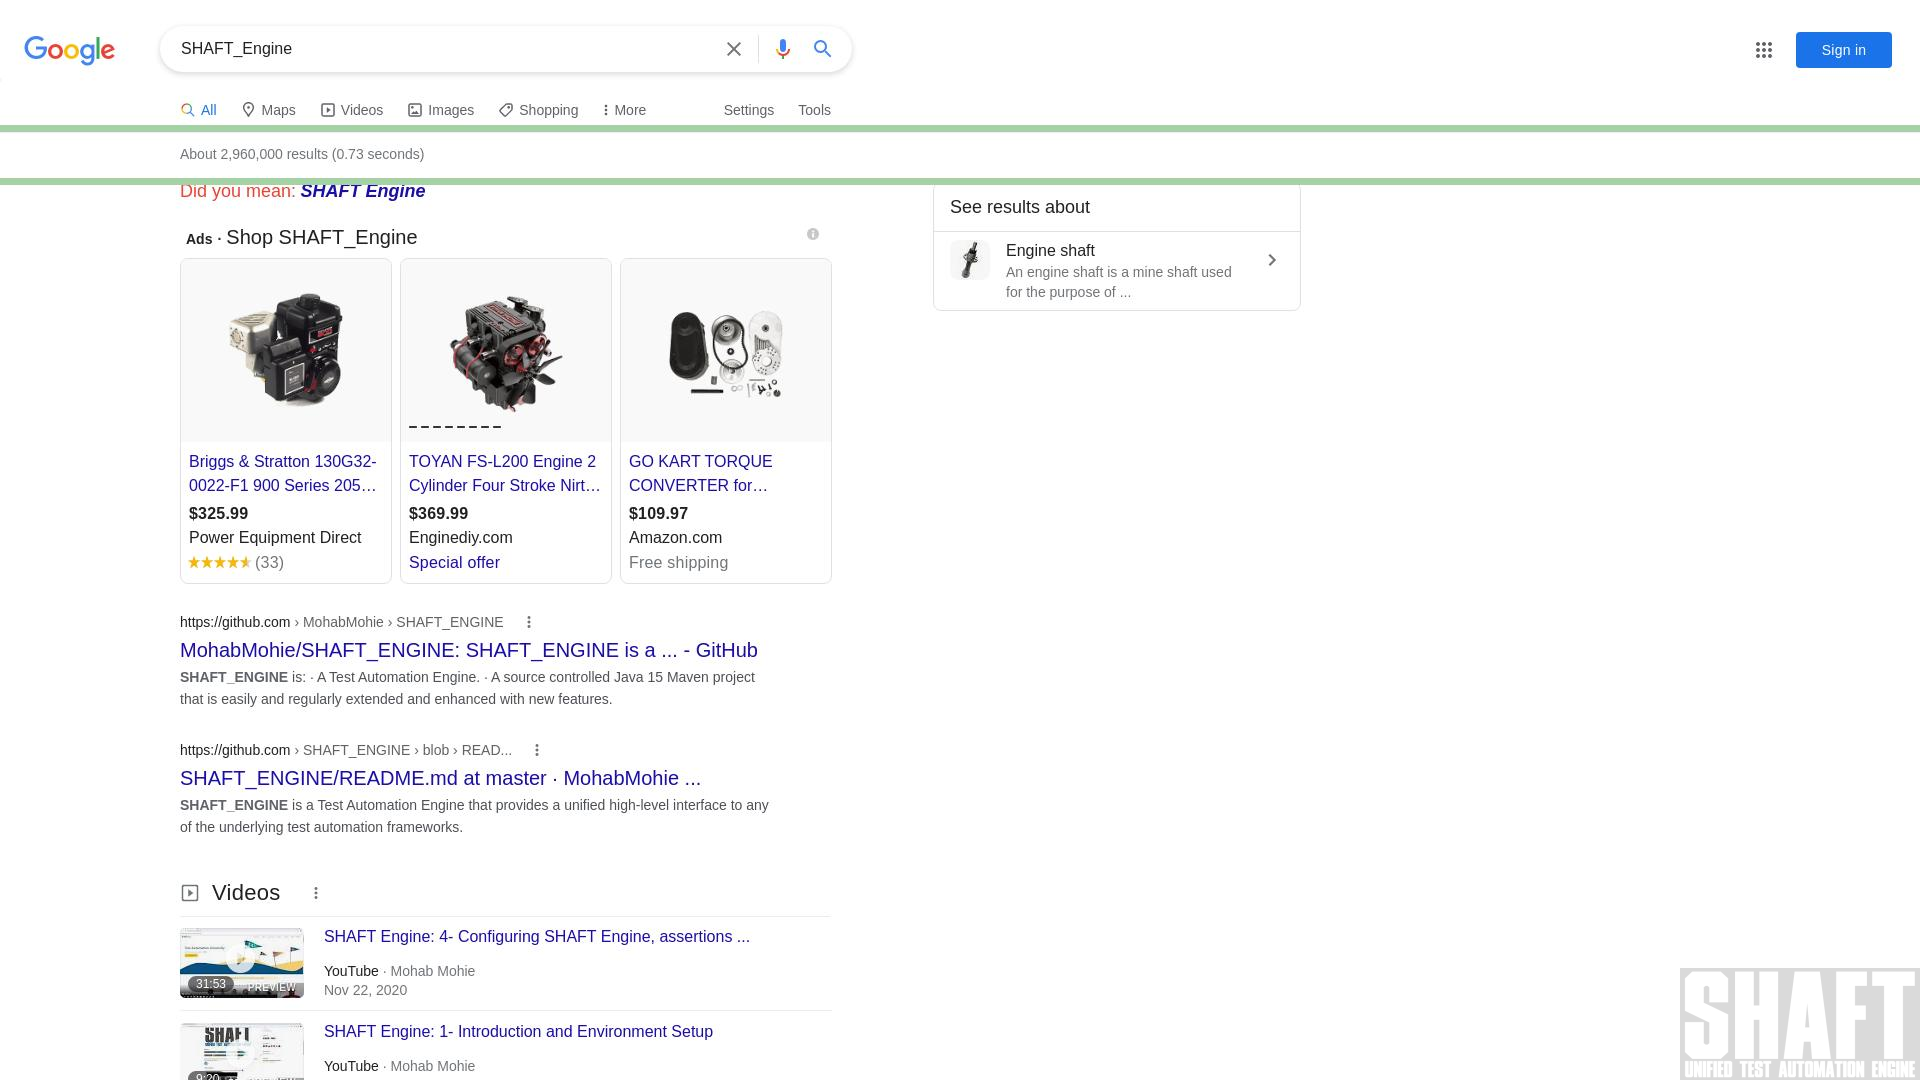 Google
SHAFT_Engine
Sign in
All Maps Videos Images Shopping More Settings Tools
About 2,960,000 results (0.73 seconds)
Did you mean: SHAFT Engine
See results about
Engine shaft
An engine shaft is a mine shaft used
for the purpose of ...
Ads · Shop SHAFT_Engine
Briggs & Stratton 130G32-
0022-F1 900 Series 205…
$325.99
Power Equipment Direct
(33)
TOYAN FS-L200 Engine 2
Cylinder Four Stroke Nirt…
$369.99
Enginediy.com
Special offer
GO KART TORQUE
CONVERTER for…
$109.97
Amazon.com
Free shipping
https://github.com › MohabMohie › SHAFT_ENGINE
MohabMohie/SHAFT_ENGINE: SHAFT_ENGINE is a ... - GitHub
SHAFT_ENGINE is: · A Test Automation Engine. · A source controlled Java 15 Maven project
that is easily and regularly extended and enhanced with new features.
https://github.com › SHAFT_ENGINE › blob › READ...
SHAFT_ENGINE/README.md at master · MohabMohie ...
SHAFT_ENGINE is a Test Automation Engine that provides a unified high-level interface to any
of the underlying test automation frameworks.
Videos
31:53 PREVIEW
SHAFT Engine: 4- Configuring SHAFT Engine, assertions ...
YouTube · Mohab Mohie
Nov 22, 2020
SHAFT
9:20
SHAFT Engine: 1- Introduction and Environment Setup
YouTube · Mohab Mohie
SHAFT
UNIFIED TEST AUTOMATION ENGINE